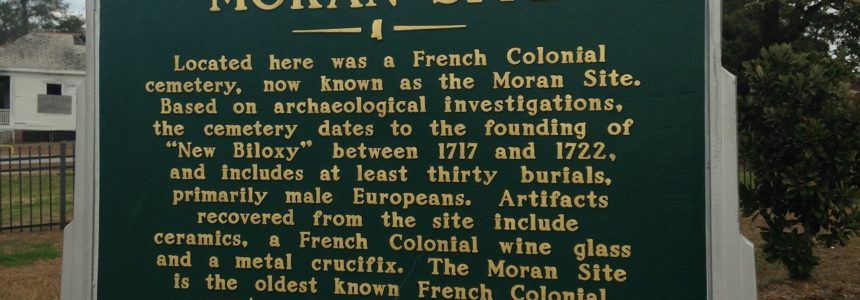 MORAN SITE
Located here was a French Colonial
cemetery, now known as the Moran Site.
Based on archaeological investigations,
the cemetery dates to the founding of
“New Biloxy” between 1717 and 1722,
and includes at least thirty burials,
primarily male Europeans. Artifacts
recovered from the site include
ceramics, a French Colonial wine glass
and a metal crucifix. The Moran Site
is the oldest known French Colonial